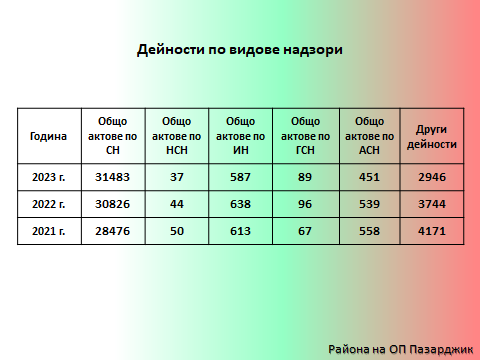 Дейности по видове надзори
Година
Общо
актове по
СН
Общо
актове по
НСН
Общо
актове по
ИН
Общо
актове по
ГСН
Общо
актове по
АСН
Други
дейности
2023 г. 31483 37 587 89 451 2946
2022 г. 30826 44 638 96 539 3744
2021 г. 28476 50 613 67 558 4171
Района на ОП Пазарджик